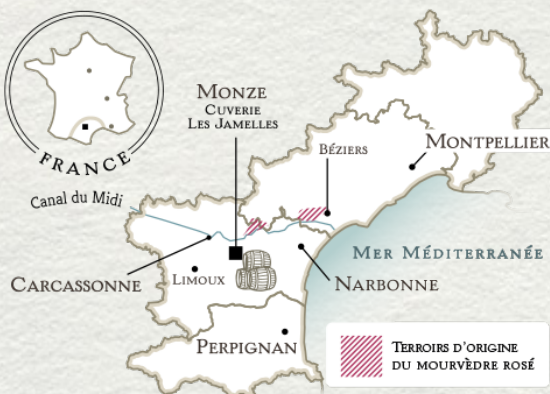 FRANCE
Canal du Midi
MONZE
CUVERIE
LES JAMELLES
BÉZIERS
MONTPELLIER
MER MÉDITERRANÉE
CARCASSONNE
LIMOUX
NARBONNE
PERPIGNAN
TERROIRS D'ORIGINE
DU MOURVÈDRE ROSÉ